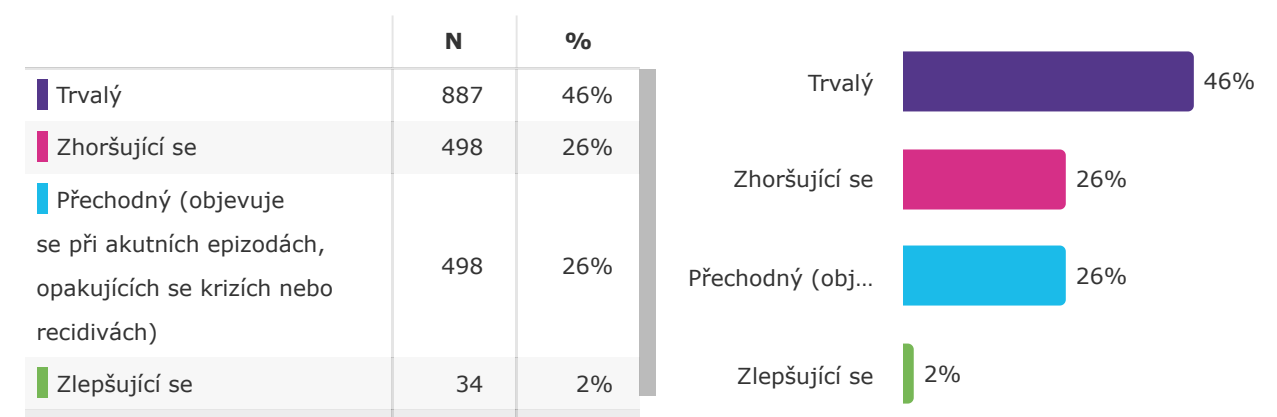 N %
Trvalý 887 46%
Zhoršující se 498 26%
Přechodný (objevuje
se při akutních epizodách,
opakujících se krizích nebo
recidivách)
498 26%
Zlepšující se 34 2%
Trvalý 46%
Zhoršující se 26%
Přechodný (obj… 26%
Zlepšující se 2%